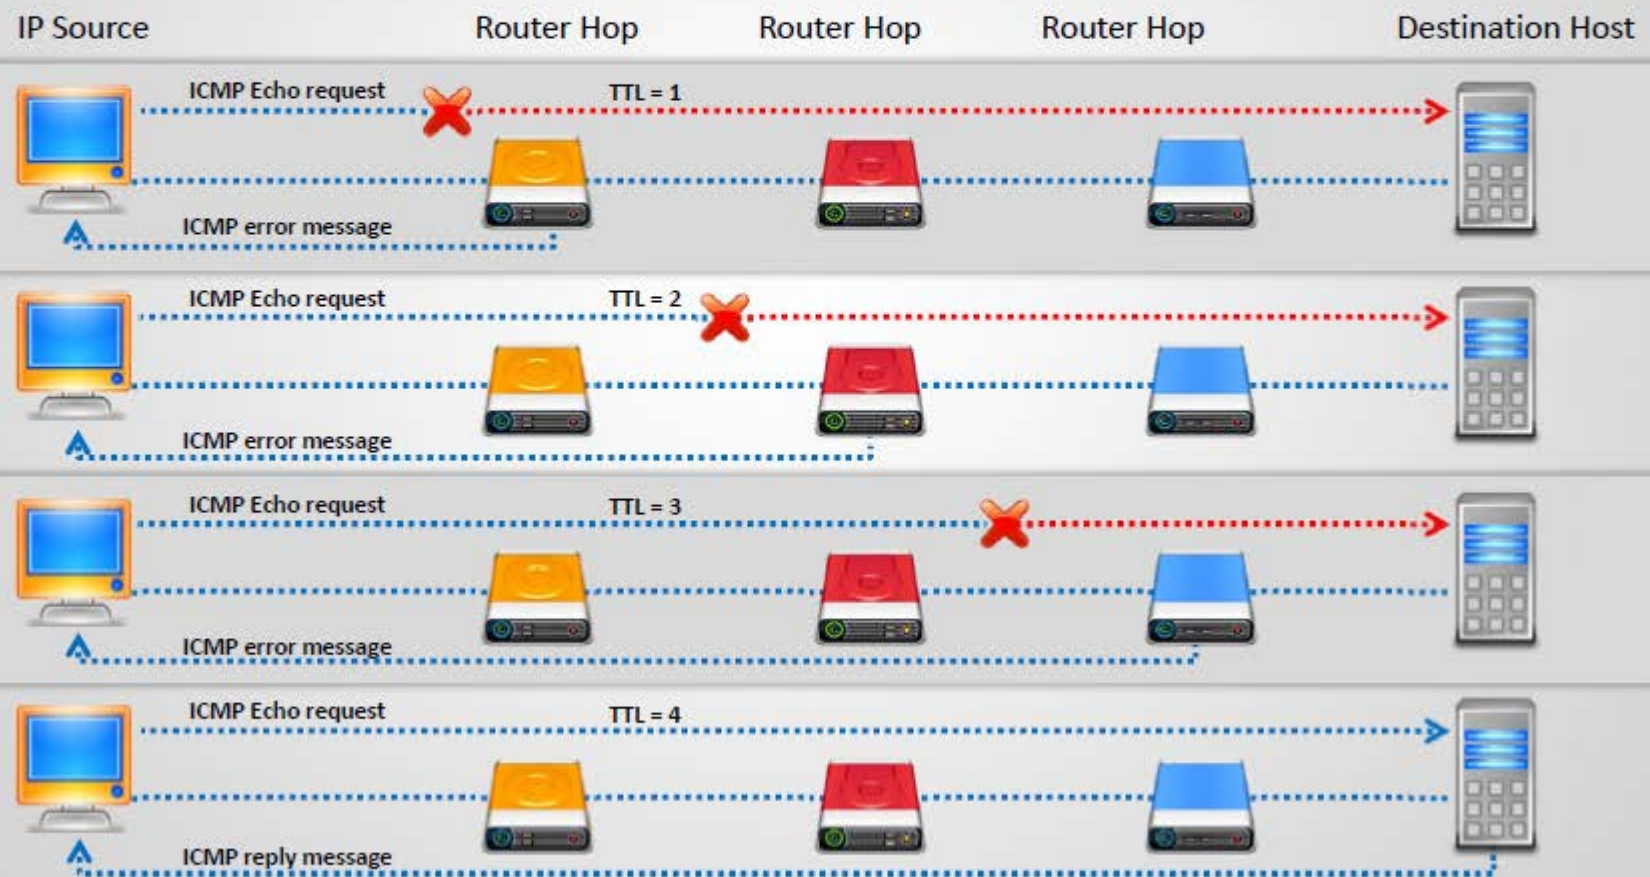 IP Source
Router Hop
Router Hop
Router Hop
Destination Host
ICMP Echo request
TTL = 1
ICMP error message
ICMP Echo request
TTL = 2
ICMP error message
ICMP Echo request
TTL = 3
ICMP error message
ICMP Echo request
TTL = 4
ICMP reply message